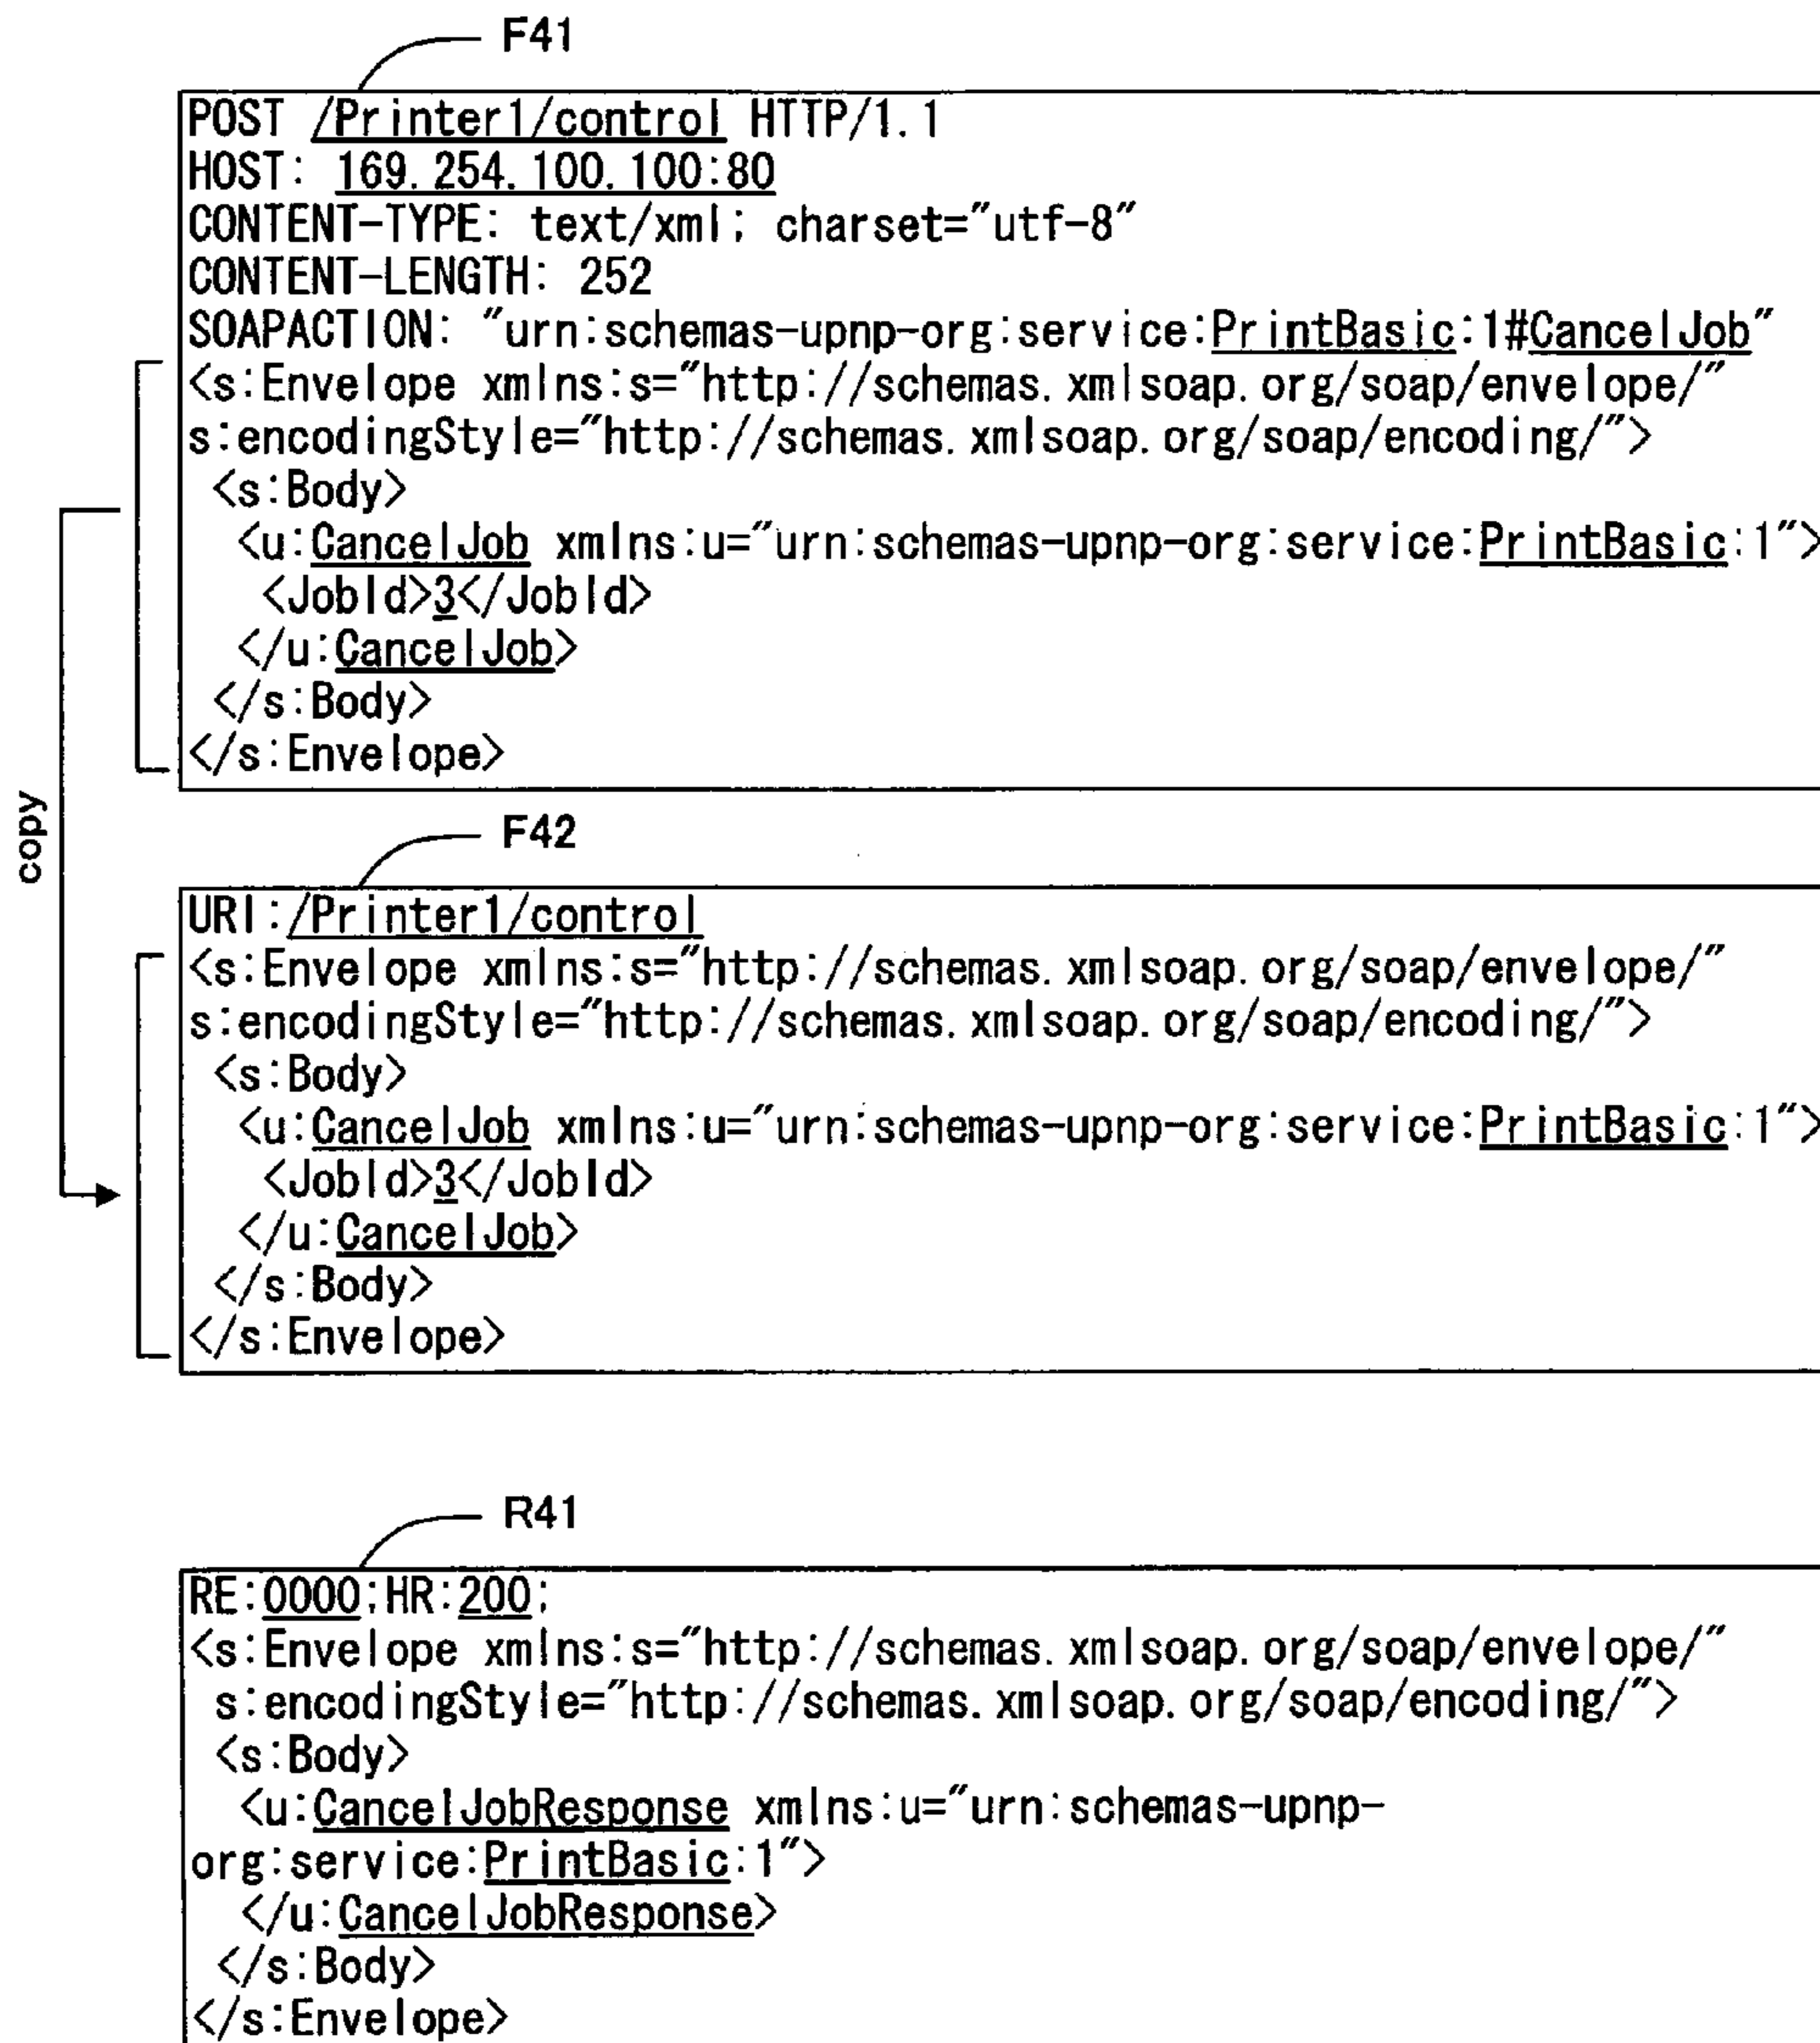 F41
POST /Printer1/control HTTP/1.1
HOST: 169.254.100.100:80
CONTENT-TYPE: text/xml; charset="utf-8"
CONTENT-LENGTH: 252
SOAPACTION: "urn:schemas-upnp-org:service:PrintBasic:1#CancelJob"
<s:Envelope xmlns:s="http://schemas.xmlsoap.org/soap/envelope/"
s:encodingStyle="http://schemas.xmlsoap.org/soap/encoding/">
<s:Body>
<u:CancelJob xmlns:u="urn:schemas-upnp-org:service:PrintBasic:1">
<JobId>3</JobId>
</u:CancelJob>
</s:Body>
</s:Envelope>
copy
F42
URI:/Printer1/control
<s:Envelope xmlns:s="http://schemas.xmlsoap.org/soap/envelope/"
s:encodingStyle="http://schemas.xmlsoap.org/soap/encoding/">
<s:Body>
<u:CancelJob xmlns:u="urn:schemas-upnp-org:service:PrintBasic:1">
<JobId>3</JobId>
</u:CancelJob>
</s:Body>
</s:Envelope>
R41
RE:0000;HR:200;
<s:Envelope xmlns:s="http://schemas.xmlsoap.org/soap/envelope/"
s:encodingStyle="http://schemas.xmlsoap.org/soap/encoding/">
<s:Body>
<u:CancelJobResponse xmlns:u="urn:schemas-upnp-
org:service:PrintBasic:1">
</u:CancelJobResponse>
</s:Body>
</s:Envelope>